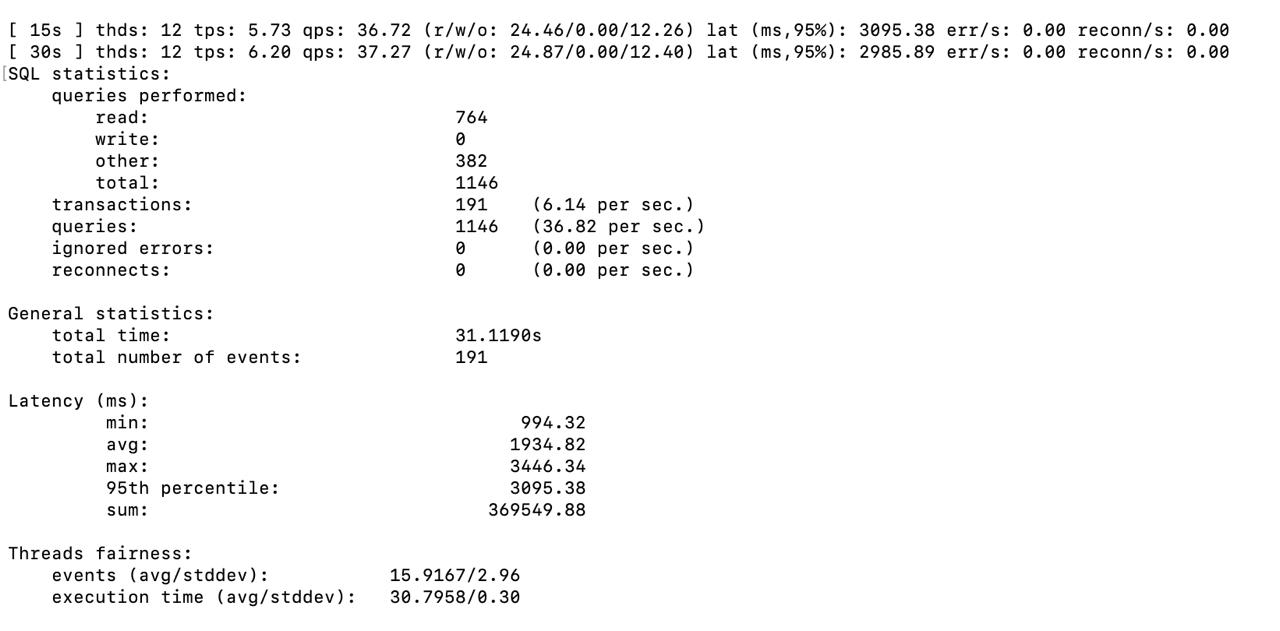 [ 15s ] thds: 12 tps: 5.73 qps: 36.72 (r/w/o: 24.46/0.00/12.26) lat (ms,95%): 3095.38 err/s: 0.00 reconn/s: 0.00
[ 30s ] thds: 12 tps: 6.20 qps: 37.27 (r/w/o: 24.87/0.00/12.40) lat (ms,95%): 2985.89 err/s: 0.00 reconn/s: 0.00
[SQL statistics:
    queries performed:
        read:                            764
        write:                           0
        other:                           382
        total:                           1146
    transactions:                        191    (6.14 per sec.)
    queries:                             1146   (36.82 per sec.)
    ignored errors:                      0      (0.00 per sec.)
    reconnects:                          0      (0.00 per sec.)

General statistics:
    total time:                          31.1190s
    total number of events:              191

Latency (ms):
         min:                                  994.32
         avg:                                 1934.82
         max:                                 3446.34
         95th percentile:                     3095.38
         sum:                               369549.88

Threads fairness:
    events (avg/stddev):           15.9167/2.96
    execution time (avg/stddev):   30.7958/0.30